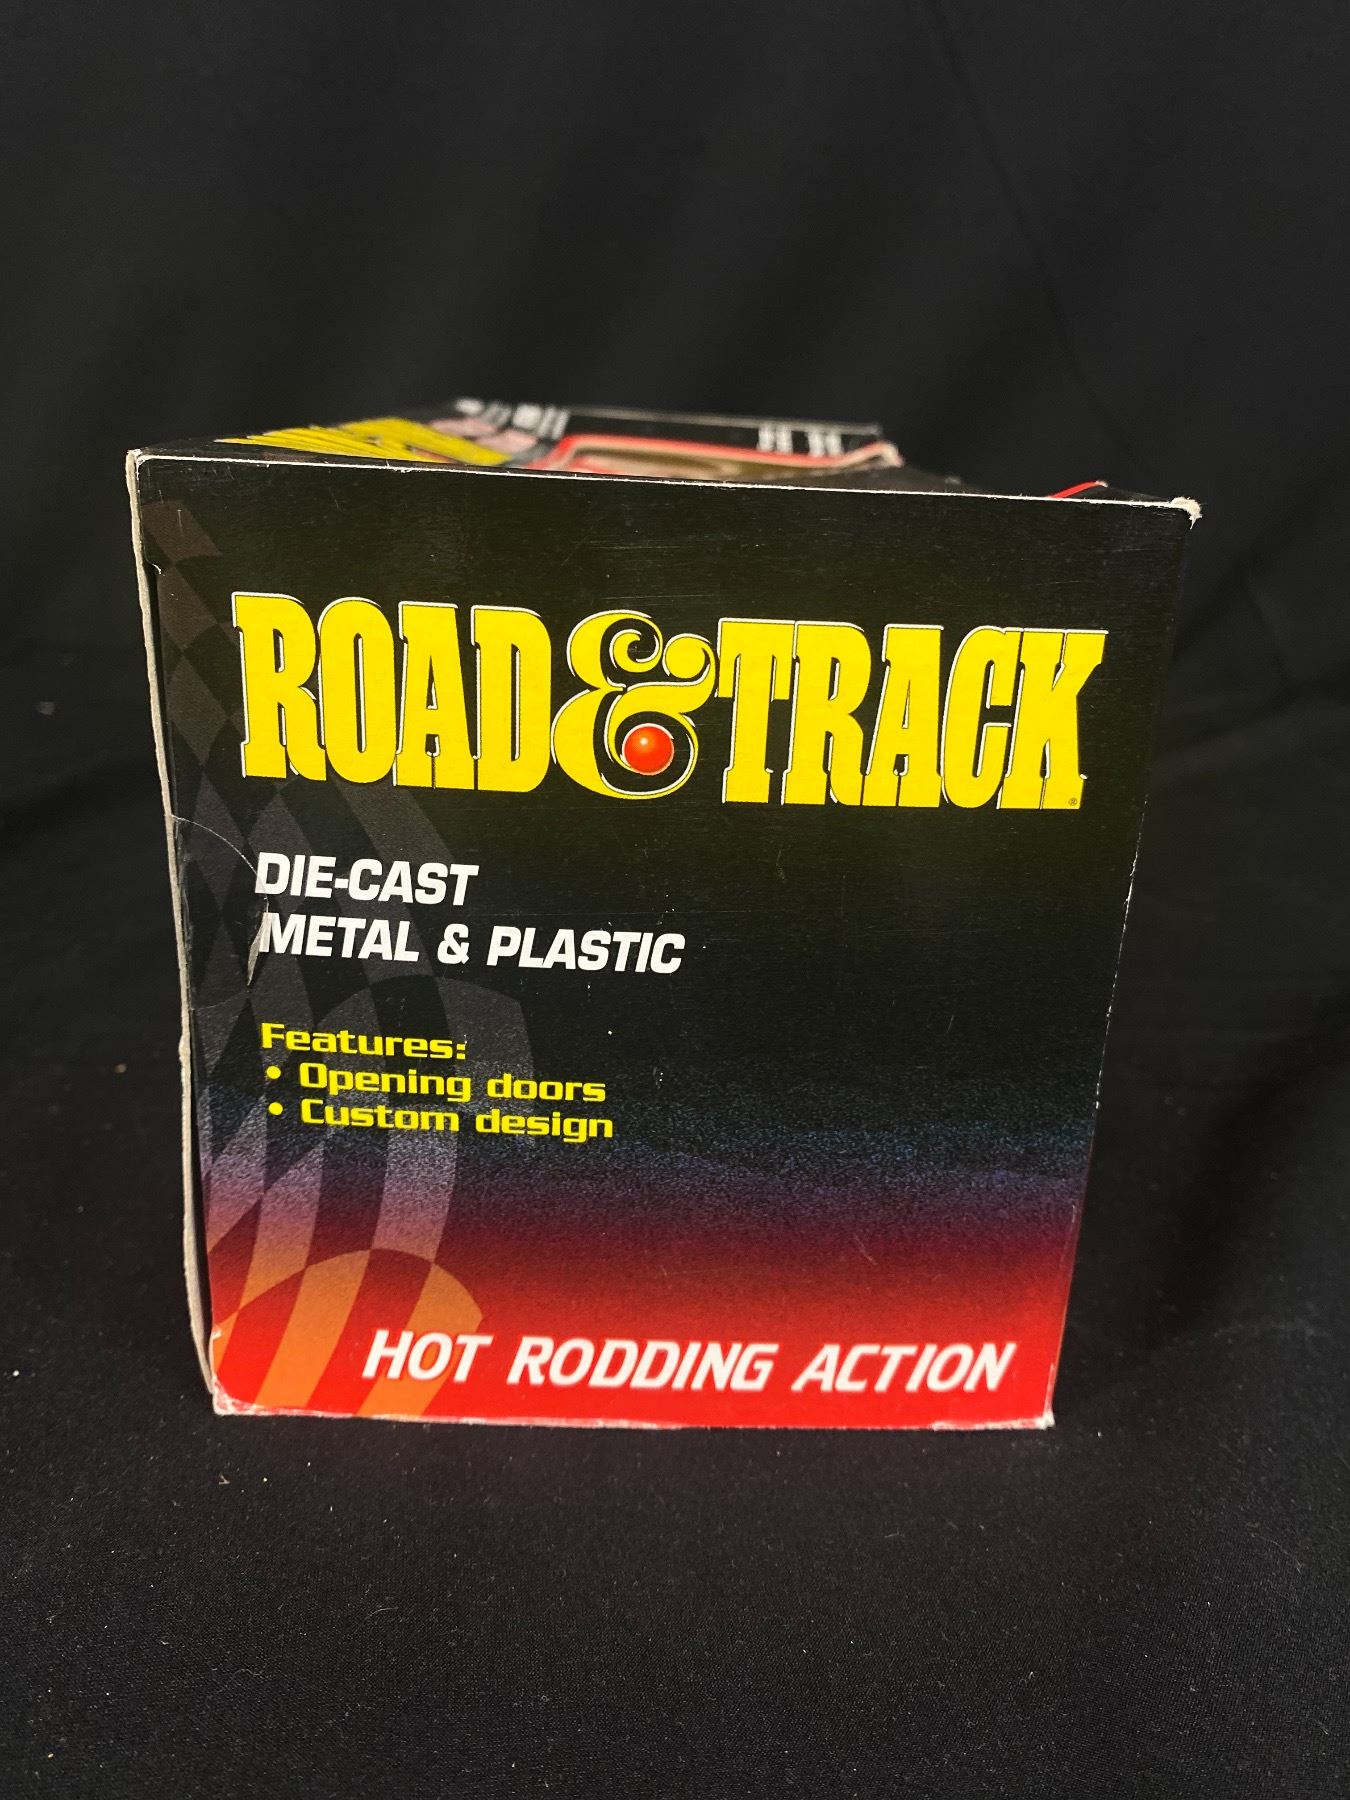 ROAD & TRACK®
DIE-CAST
METAL & PLASTIC
Features:
• Opening doors
• Custom design
HOT RODDING ACTION